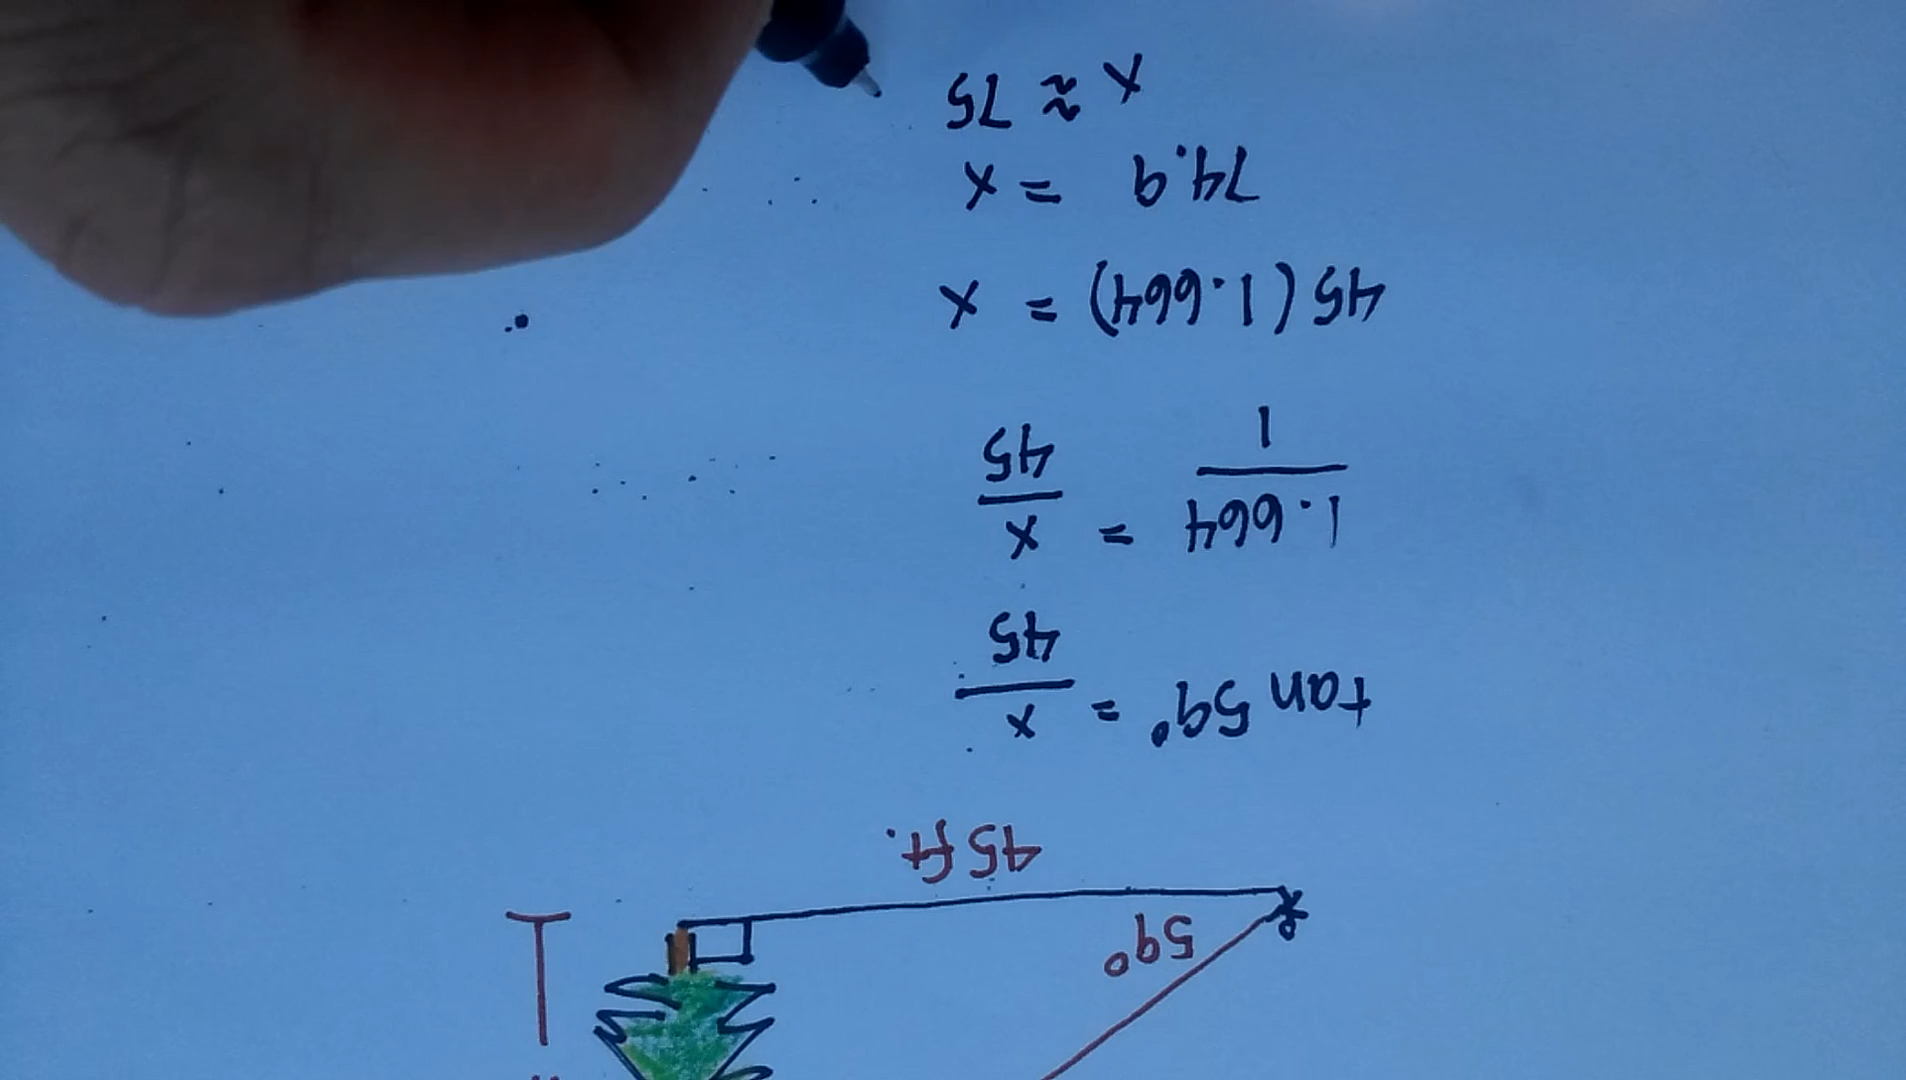 59°
45 ft.
tan 59° = x/45
1.664/1 = x/45
45(1.664) = x
74.9 = x
x ≈ 75